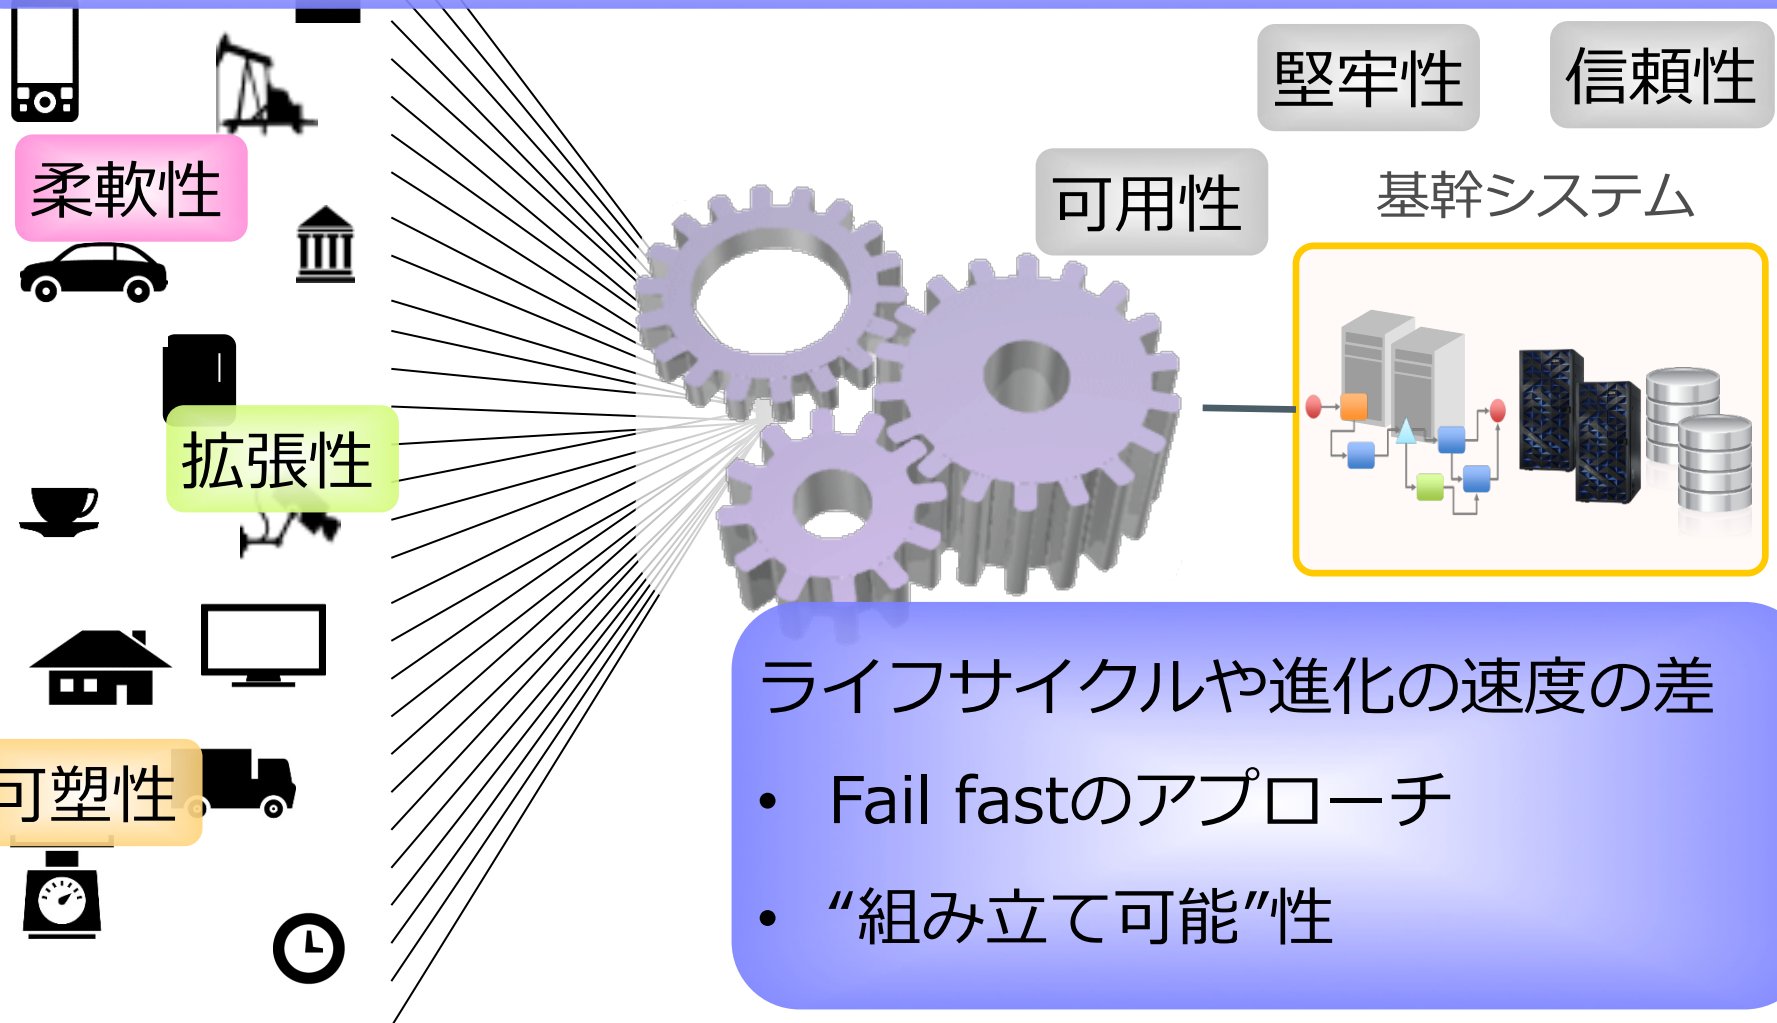 堅牢性
信頼性
柔軟性
可用性
基幹システム
拡張性
ライフサイクルや進化の速度の差
• Fail fastのアプローチ
可塑性
• “組み立て可能”性